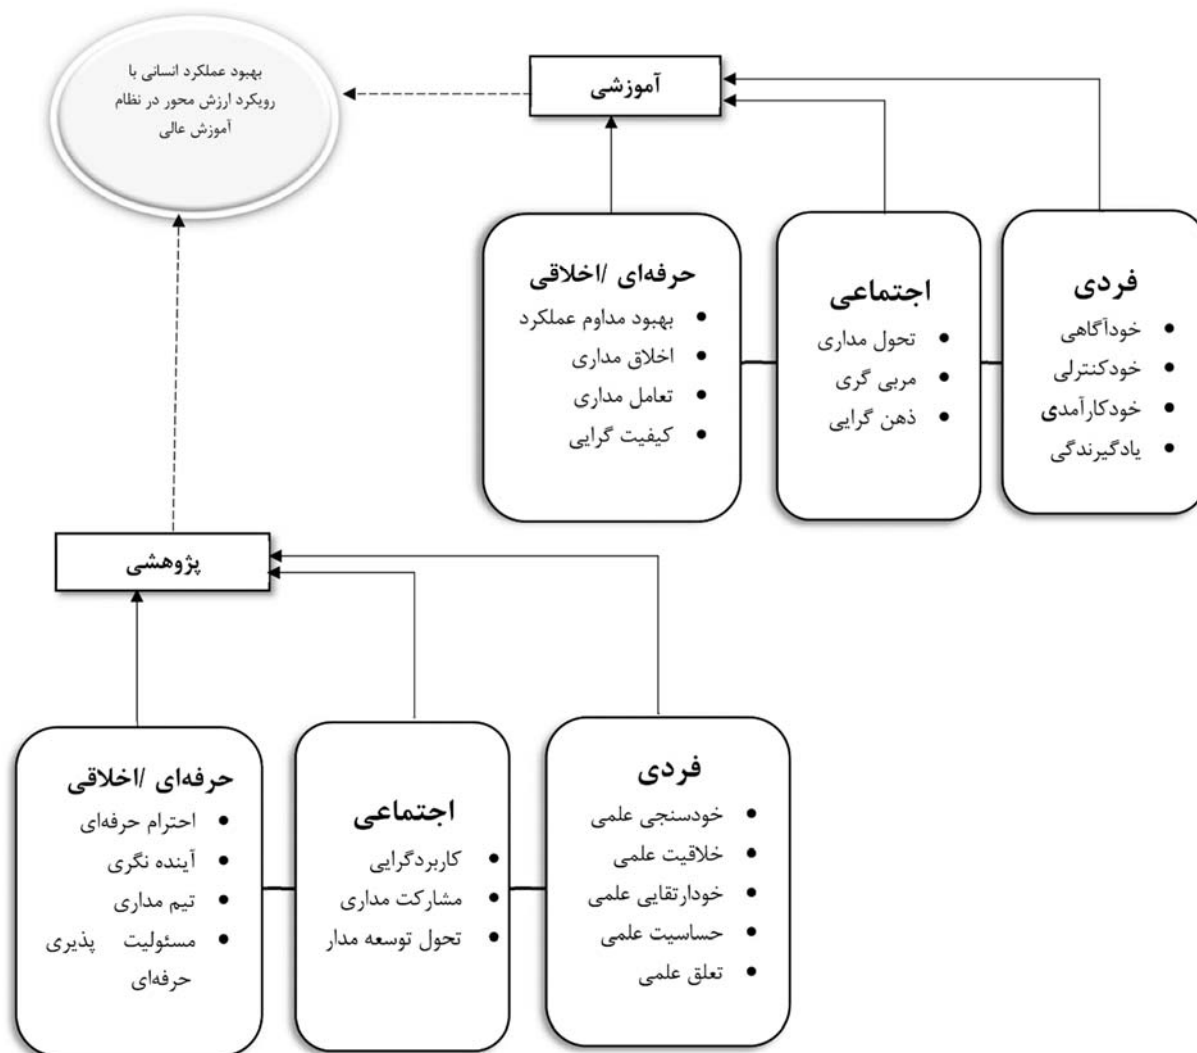 بهبود عملکرد انسانی با
رویکرد ارزش محور در نظام
آموزش عالی
آموزشی
فردی
• خودآگاهی
• خودکنترلی
• خودکارآمدی
• یادگیرندگی
اجتماعی
• تحول مداری
• مربی گری
• ذهن گرایی
حرفه‌ای /اخلاقی
• بهبود مداوم عملکرد
• اخلاق مداری
• تعامل مداری
• کیفیت گرایی
پژوهشی
فردی
• خودسنجی علمی
• خلاقیت علمی
• خودارتقایی علمی
• حساسیت علمی
• تعلق علمی
اجتماعی
• کاربردگرایی
• مشارکت مداری
• تحول توسعه مدار
حرفه‌ای /اخلاقی
• احترام حرفه‌ای
• آینده نگری
• تیم مداری
• مسئولیت پذیری
حرفه‌ای